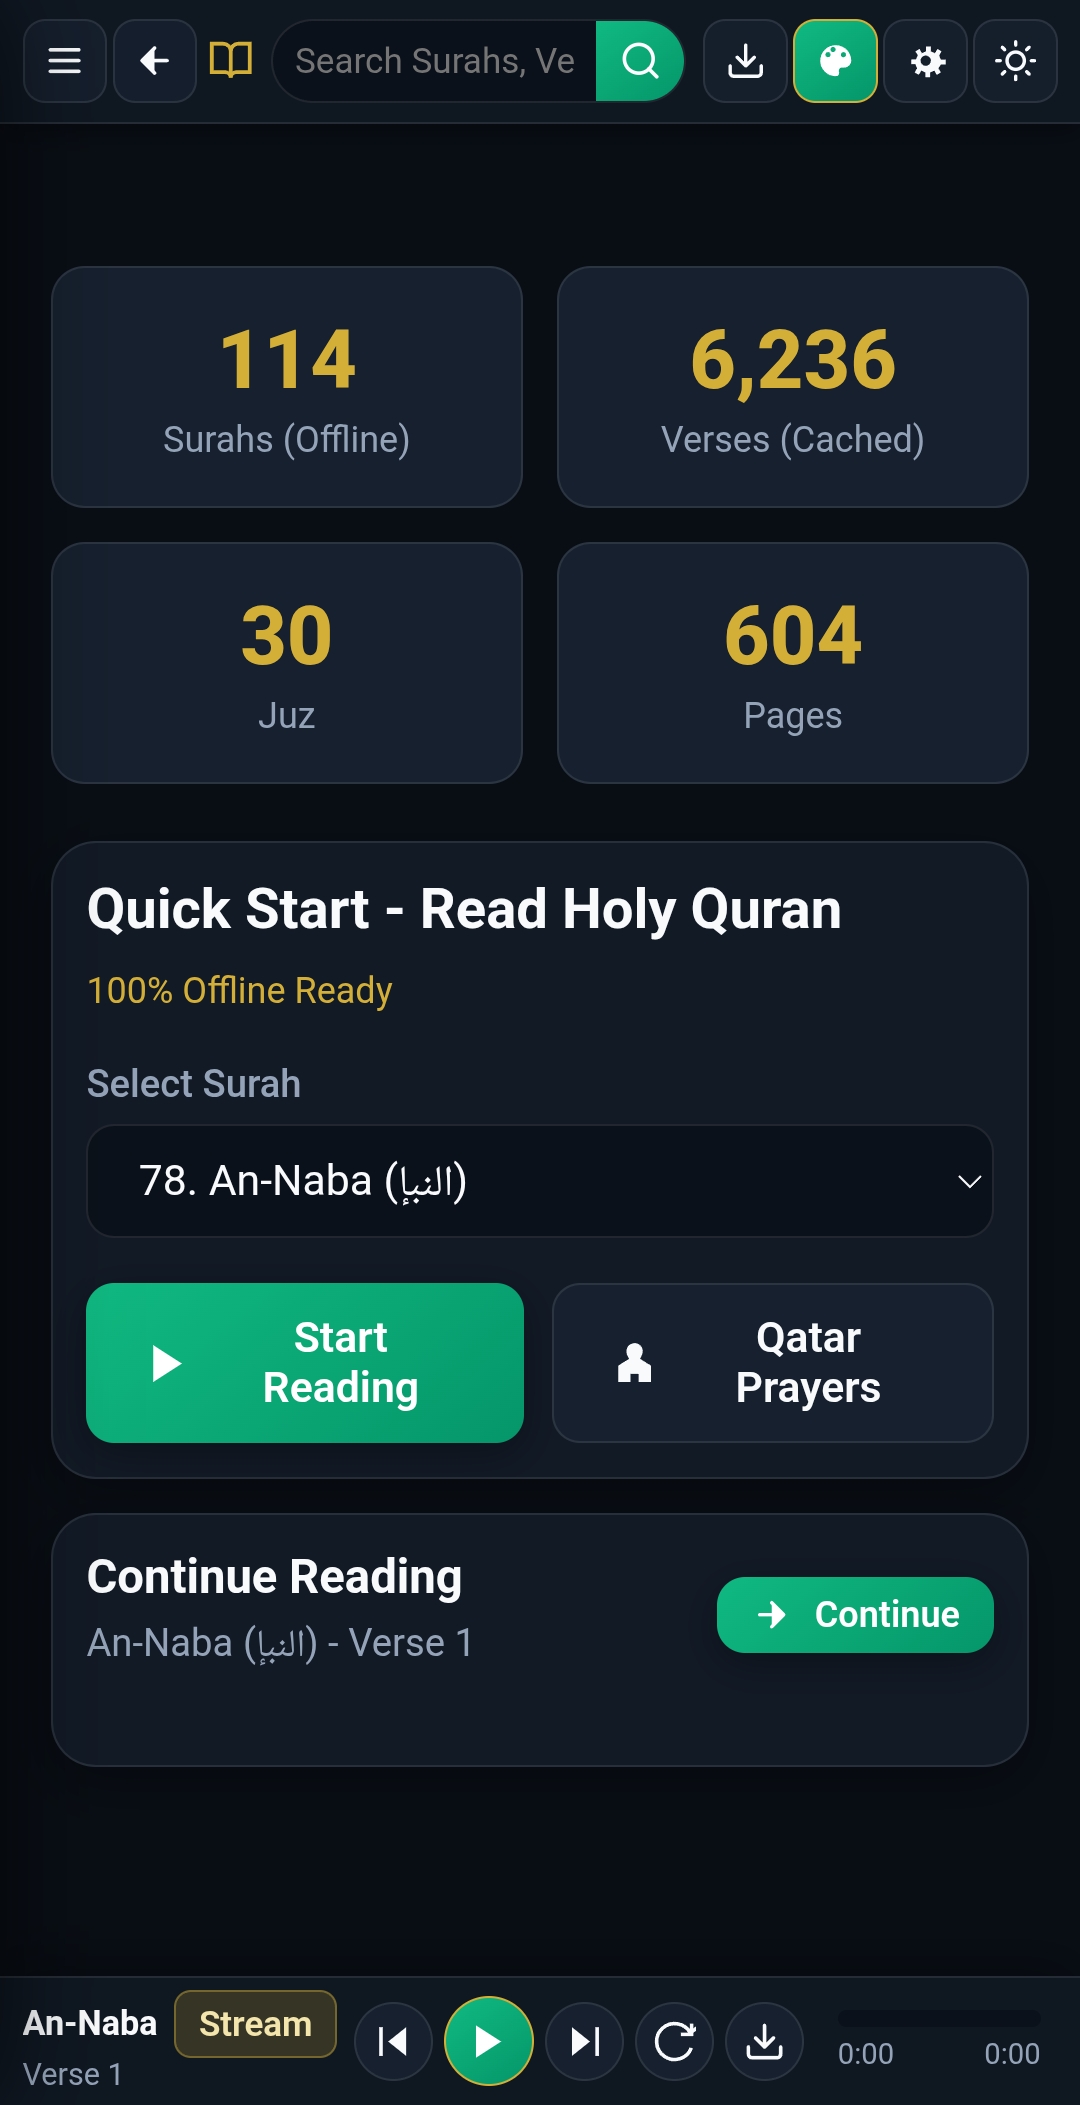 Search Surahs, Ve
114
Surahs (Offline)
6,236
Verses (Cached)
30
Juz
604
Pages
Quick Start - Read Holy Quran
100% Offline Ready
Select Surah
78. An-Naba (النبإ)
Start
Reading
Qatar
Prayers
Continue Reading
An-Naba (النبإ) - Verse 1
Continue
An-Naba
Stream
Verse 1
0:00
0:00